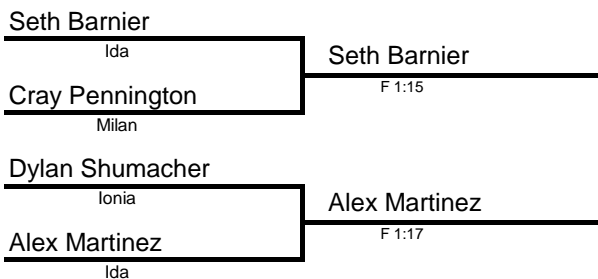 Seth Barnier
Ida
Seth Barnier
F 1:15
Cray Pennington
Milan
Dylan Shumacher
Ionia
Alex Martinez
F 1:17
Alex Martinez
Ida